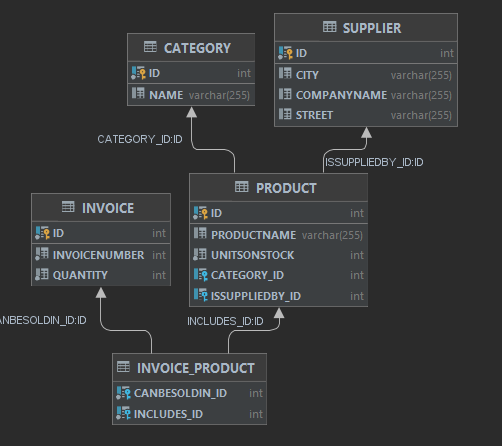 SUPPLIER
ID int
CITY varchar(255)
COMPANYNAME varchar(255)
STREET varchar(255)
CATEGORY
ID int
NAME varchar(255)
CATEGORY_ID:ID
ISSUPPLIEDBY_ID:ID
PRODUCT
ID int
PRODUCTNAME varchar(255)
UNITSONSTOCK int
CATEGORY_ID int
ISSUPPLIEDBY_ID int
INVOICE
ID int
INVOICENUMBER int
QUANTITY int
ANBESOLDIN_ID:ID
INCLUDES_ID:ID
INVOICE_PRODUCT
CANBESOLDIN_ID int
INCLUDES_ID int